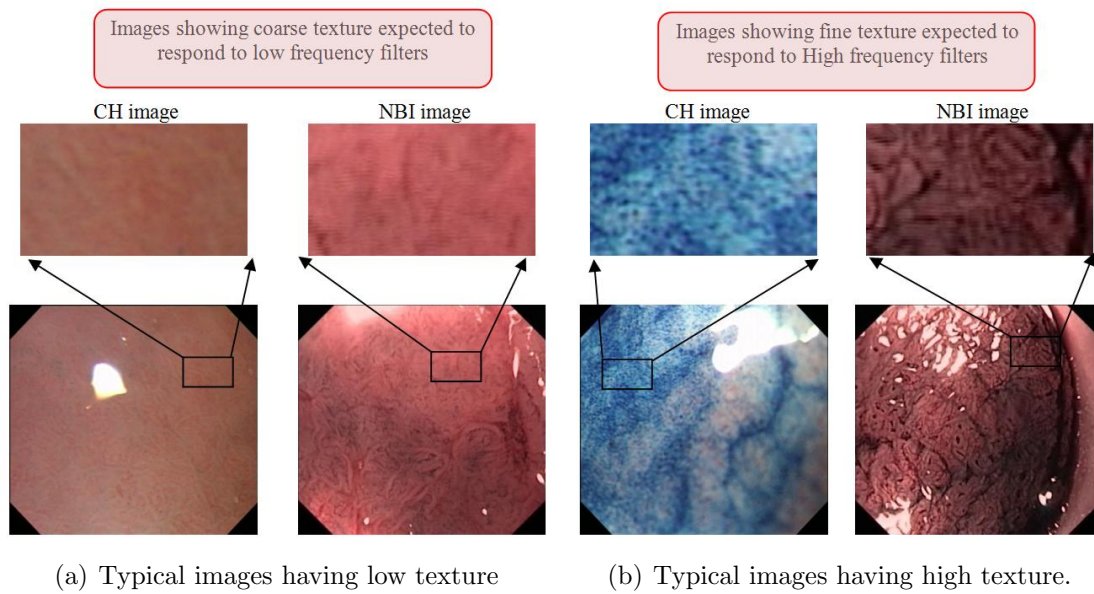 Images showing coarse texture expected to
respond to low frequency filters
Images showing fine texture expected to
respond to High frequency filters
CH image
NBI image
CH image
NBI image
(a) Typical images having low texture
(b) Typical images having high texture.